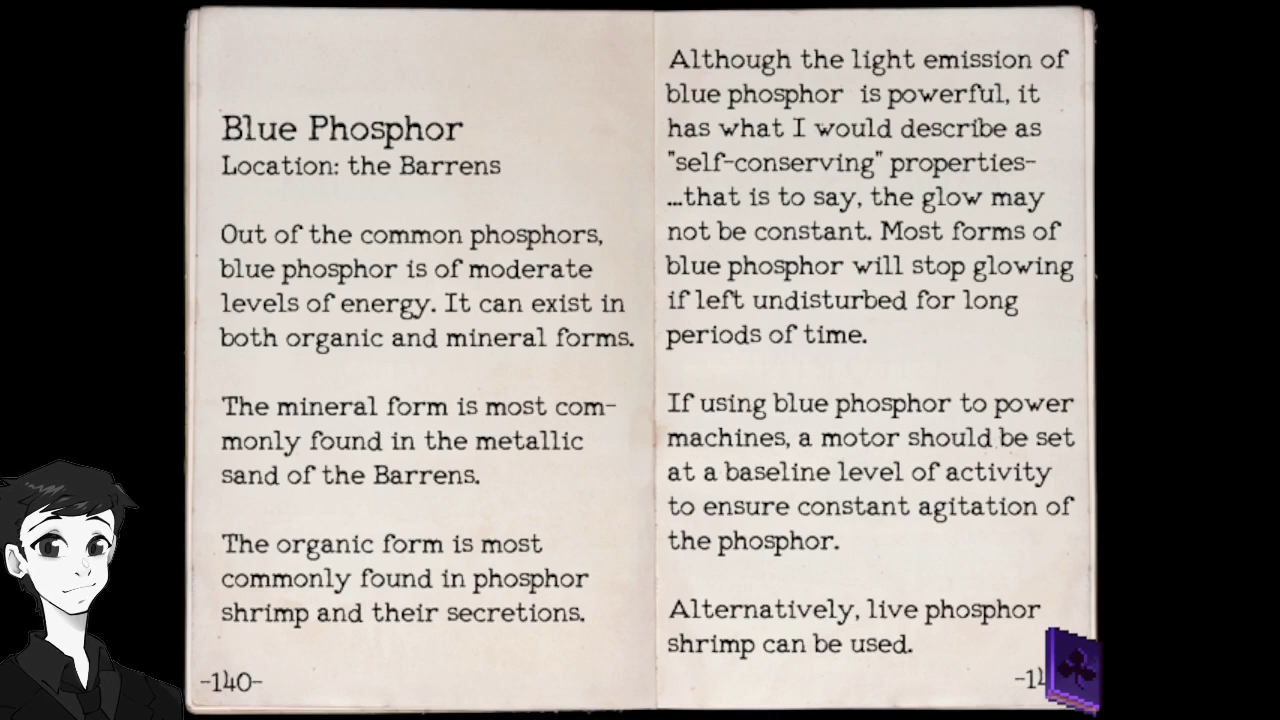 Blue Phosphor
Location: the Barrens
Out of the common phosphors,
blue phosphor is of moderate
levels of energy. It can exist in
both organic and mineral forms.
The mineral form is most com-
monly found in the metallic
sand of the Barrens.
The organic form is most
commonly found in phosphor
shrimp and their secretions.
-140-
Although the light emission of
blue phosphor  is powerful, it
has what I would describe as
"self-conserving" properties-
...that is to say, the glow may
not be constant. Most forms of
blue phosphor will stop glowing
if left undisturbed for long
periods of time.
If using blue phosphor to power
machines, a motor should be set
at a baseline level of activity
to ensure constant agitation of
the phosphor.
Alternatively, live phosphor
shrimp can be used.